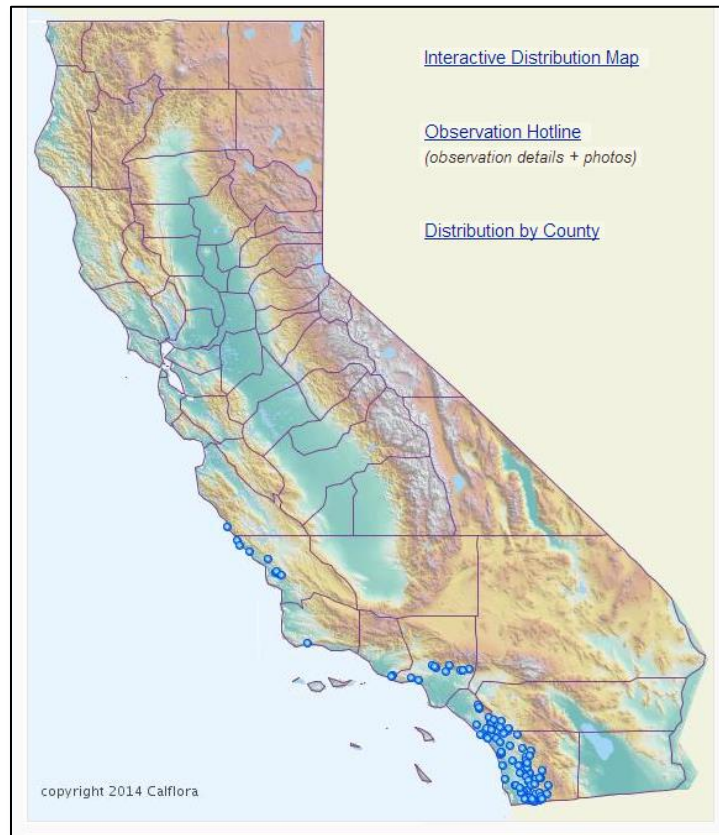 Interactive Distribution Map
Observation Hotline
(observation details + photos)
Distribution by County
copyright 2014 Calflora